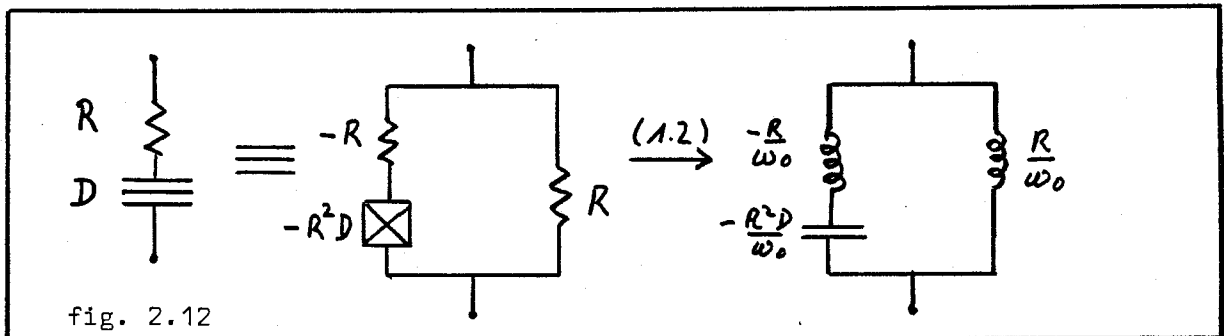 R
D
-R
-R²D
R
(1.2)
-R/ω₀
-R²D/ω₀
R/ω₀
fig. 2.12